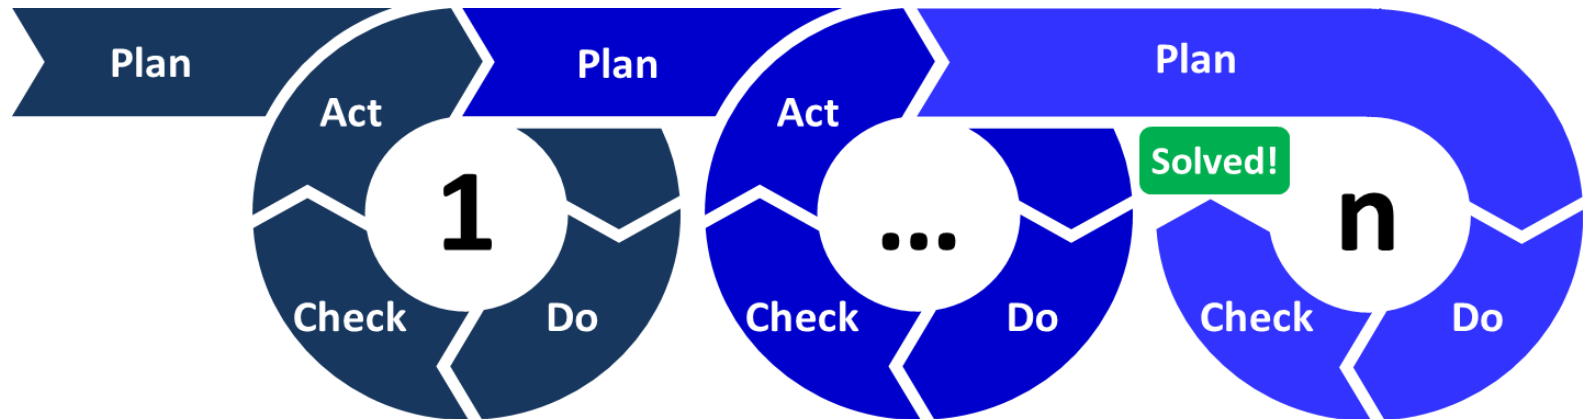 Plan
Act
1
Check
Do
Plan
Act
...
Check
Do
Plan
Solved!
n
Check
Do